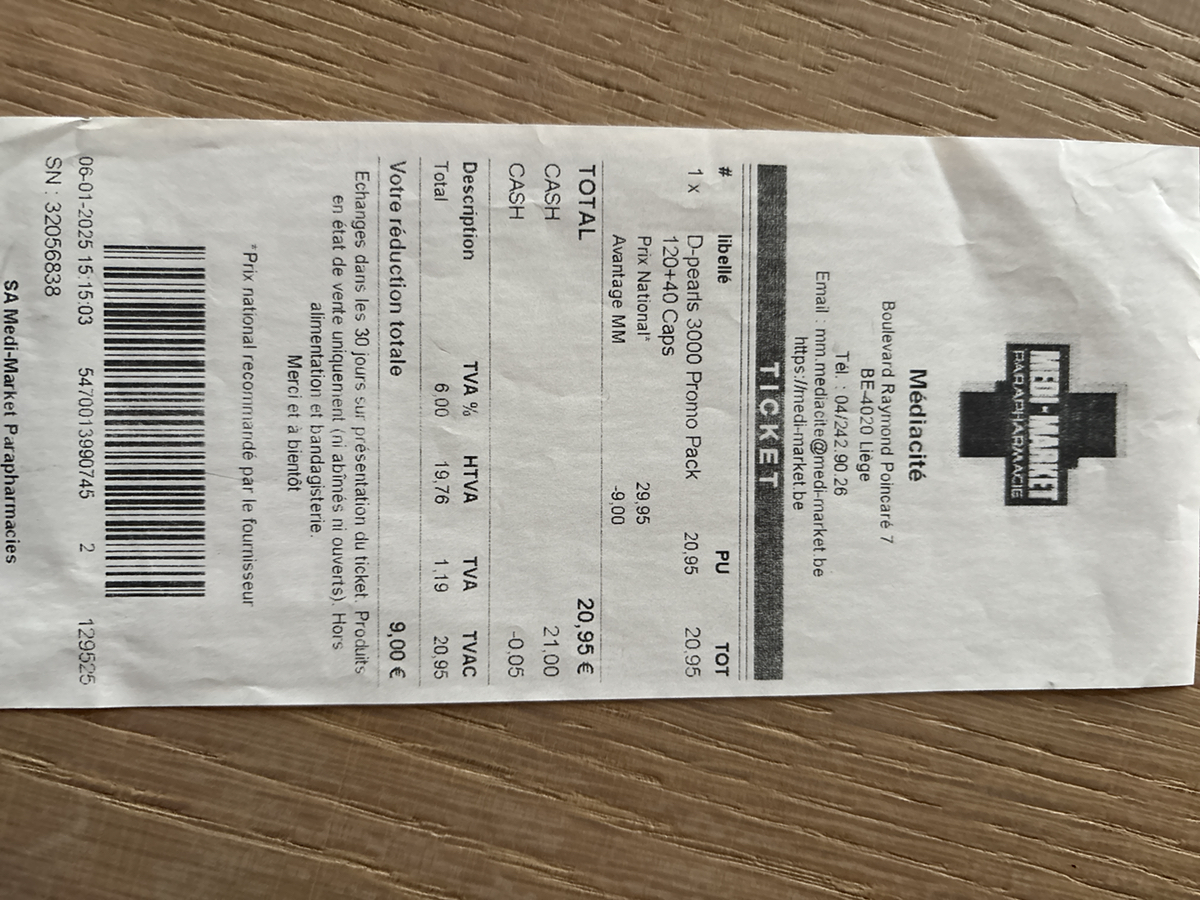 MEDI-MARKET
PARAPHARMACIE
Médiacité
Boulevard Raymond Poincaré 7
BE-4020 Liège
Tél. : 04/242.90.26
Email : mm.mediacite@medi-market.be
https://medi-market.be
TICKET
# libellé PU TOT
1 x D-pearls 3000 Promo Pack 20,95 20,95
120+40 Caps
Prix National* 29,95
Avantage MM -9,00
TOTAL 20,95 €
CASH 21,00
CASH -0,05
Description TVA % HTVA TVA TVAC
Total 6,00 19,76 1,19 20,95
Votre réduction totale 9,00 €
Echanges dans les 30 jours sur présentation du ticket. Produits
en état de vente uniquement (ni abîmés ni ouverts). Hors
alimentation et bandagisterie.
Merci et à bientôt
*Prix national recommandé par le fournisseur
06-01-2025 15:15:03 5470013990745 2 129525
SN : 32056838
SA Medi-Market Parapharmacies